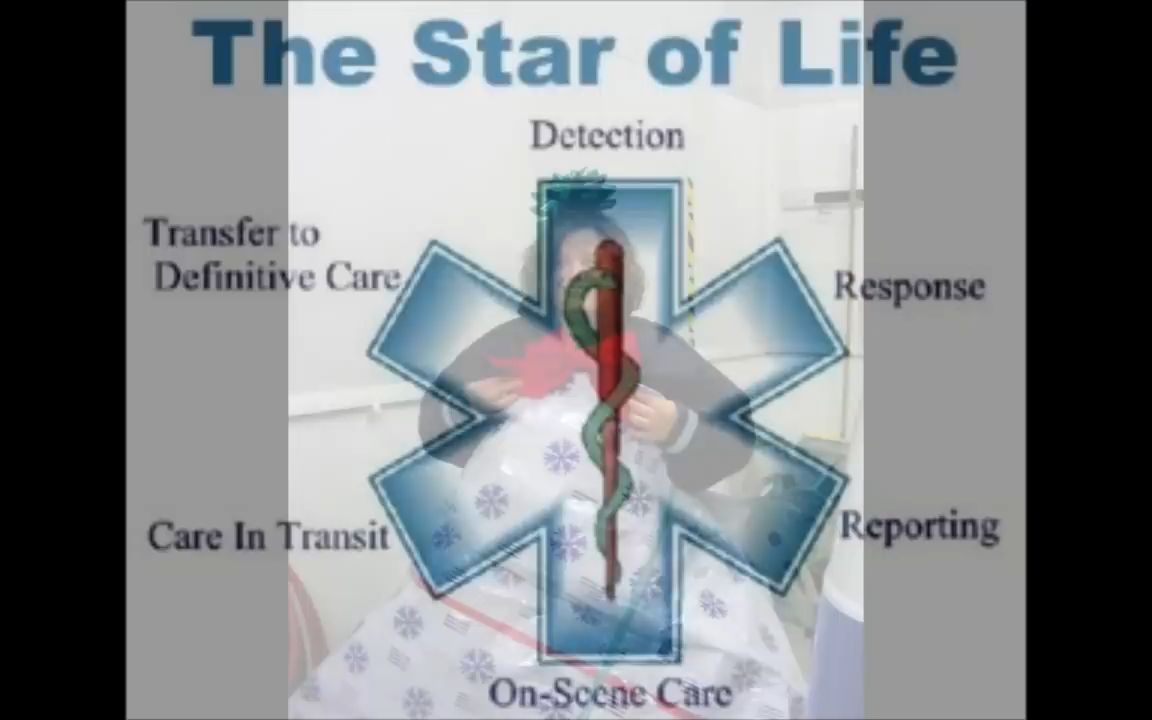 The Star of Life
Detection
Transfer to
Definitive Care
Response
Care In Transit
Reporting
On-Scene Care